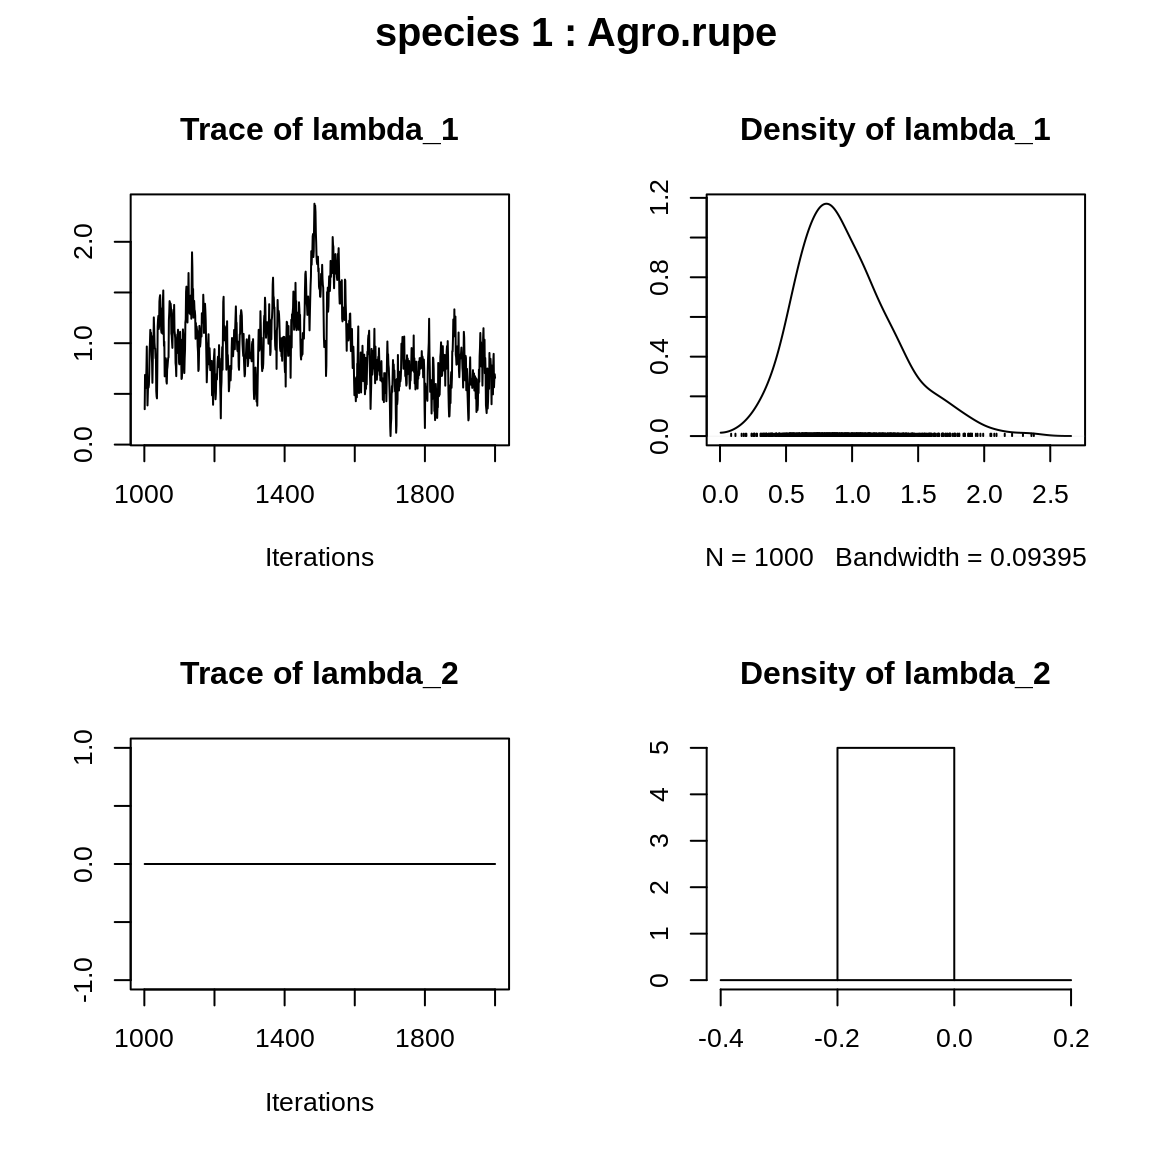 species 1 : Agro.rupe
Trace of lambda_1
0.0 1.0 2.0
1000 1400 1800
Iterations
Density of lambda_1
0.0 0.4 0.8 1.2
0.0 0.5 1.0 1.5 2.0 2.5
N = 1000 Bandwidth = 0.09395
Trace of lambda_2
-1.0 0.0 1.0
1000 1400 1800
Iterations
Density of lambda_2
0 1 2 3 4 5
-0.4 -0.2 0.0 0.2